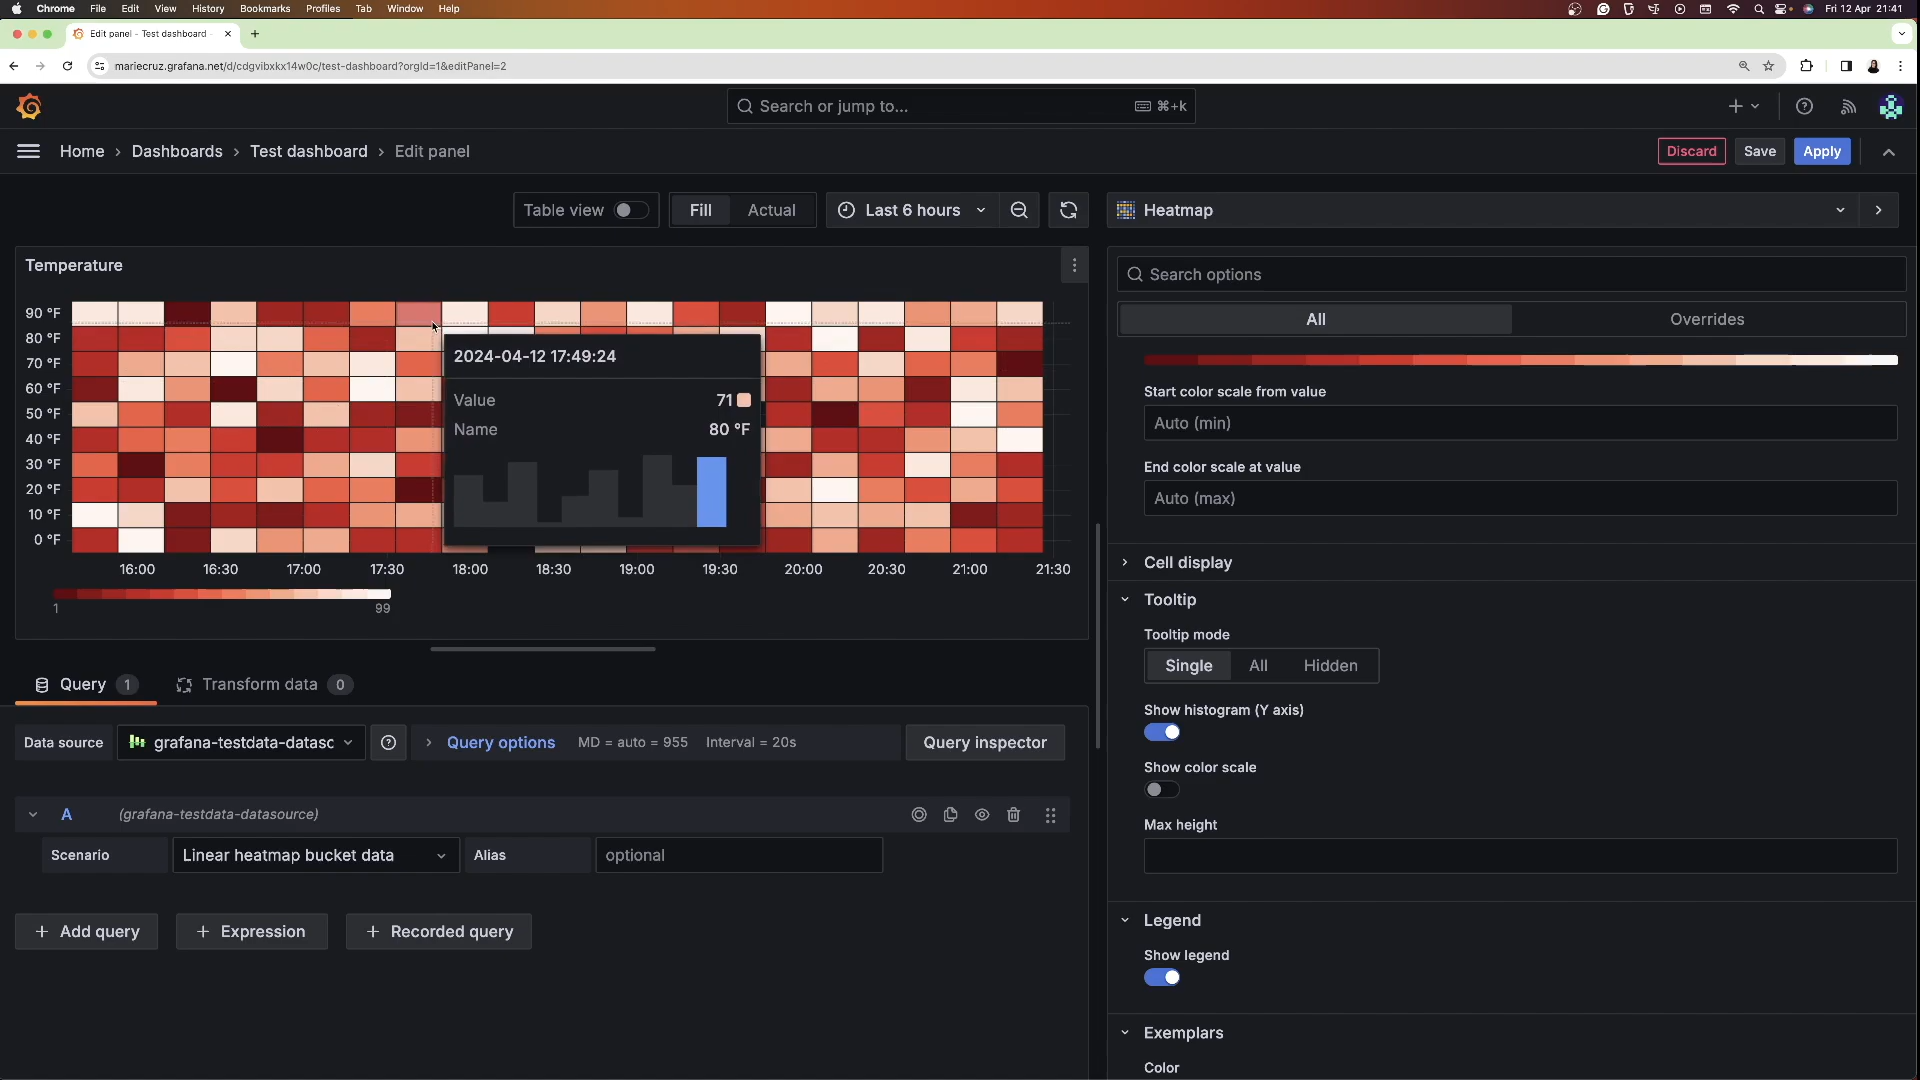 Chrome File Edit View History Bookmarks Profiles Tab Window Help Fri 12 Apr 21:41
Edit panel - Test dashboard
mariecruz.grafana.net/d/cdgvibxkx14w0c/test-dashboard?orgId=1&editPanel=2
Search or jump to... ⌘+k
Home › Dashboards › Test dashboard › Edit panel Discard Save Apply
Table view Fill Actual Last 6 hours Heatmap
Temperature
Search options
All Overrides
90 °F
80 °F
70 °F
60 °F
50 °F
40 °F
30 °F
20 °F
10 °F
0 °F
2024-04-12 17:49:24
Value 71
Name 80 °F
16:00 16:30 17:00 17:30 18:00 18:30 19:00 19:30 20:00 20:30 21:00 21:30
1 99
Start color scale from value
Auto (min)
End color scale at value
Auto (max)
Cell display
Tooltip
Tooltip mode
Single All Hidden
Show histogram (Y axis)
Show color scale
Max height
Legend
Show legend
Exemplars
Color
Query 1 Transform data 0
Data source grafana-testdata-datasc Query options MD = auto = 955 Interval = 20s Query inspector
A (grafana-testdata-datasource)
Scenario Linear heatmap bucket data Alias optional
+ Add query + Expression + Recorded query